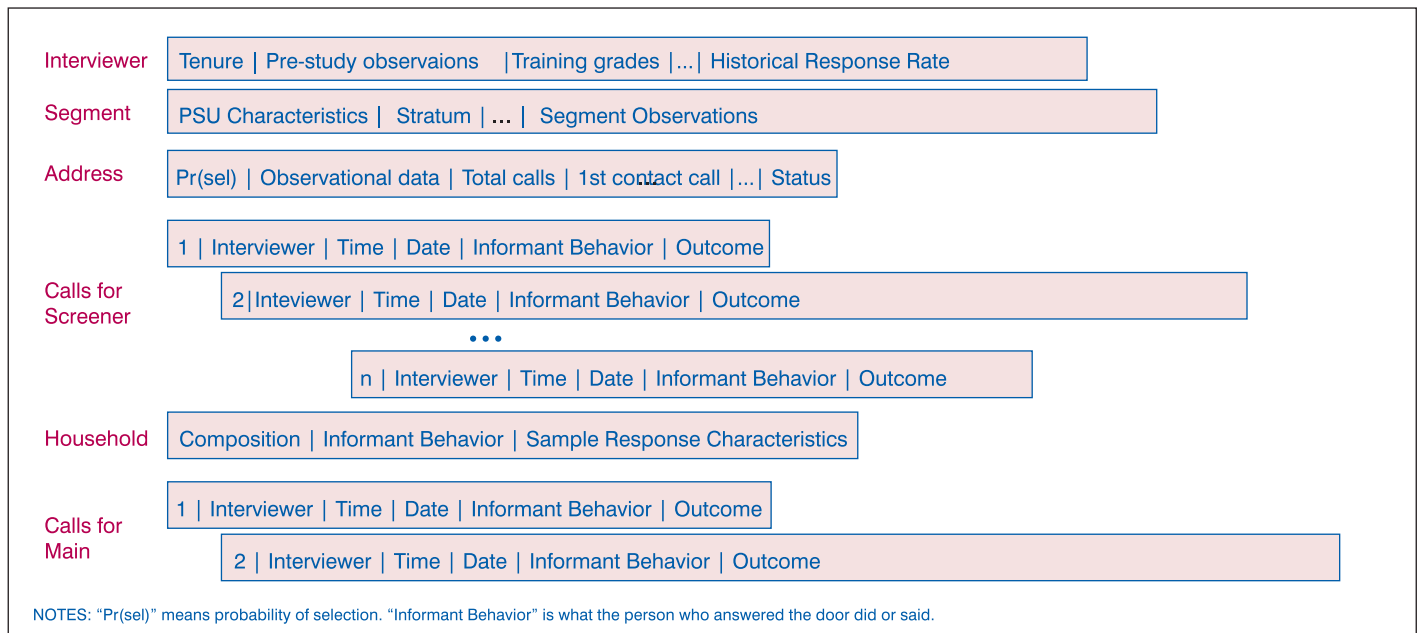 Interviewer
Tenure | Pre-study observaions |Training grades |...| Historical Response Rate
Segment
PSU Characteristics | Stratum | ... | Segment Observations
Address
Pr(sel) | Observational data | Total calls | 1st contact call |...| Status
...
1 | Interviewer | Time | Date | Informant Behavior | Outcome
Calls for
Screener
2|Inteviewer | Time | Date | Informant Behavior | Outcome
...
n | Interviewer | Time | Date | Informant Behavior | Outcome
Household
Composition | Informant Behavior | Sample Response Characteristics
1 | Interviewer | Time | Date | Informant Behavior | Outcome
Calls for
Main
2 | Interviewer | Time | Date | Informant Behavior | Outcome
NOTES: “Pr(sel)” means probability of selection. “Informant Behavior” is what the person who answered the door did or said.